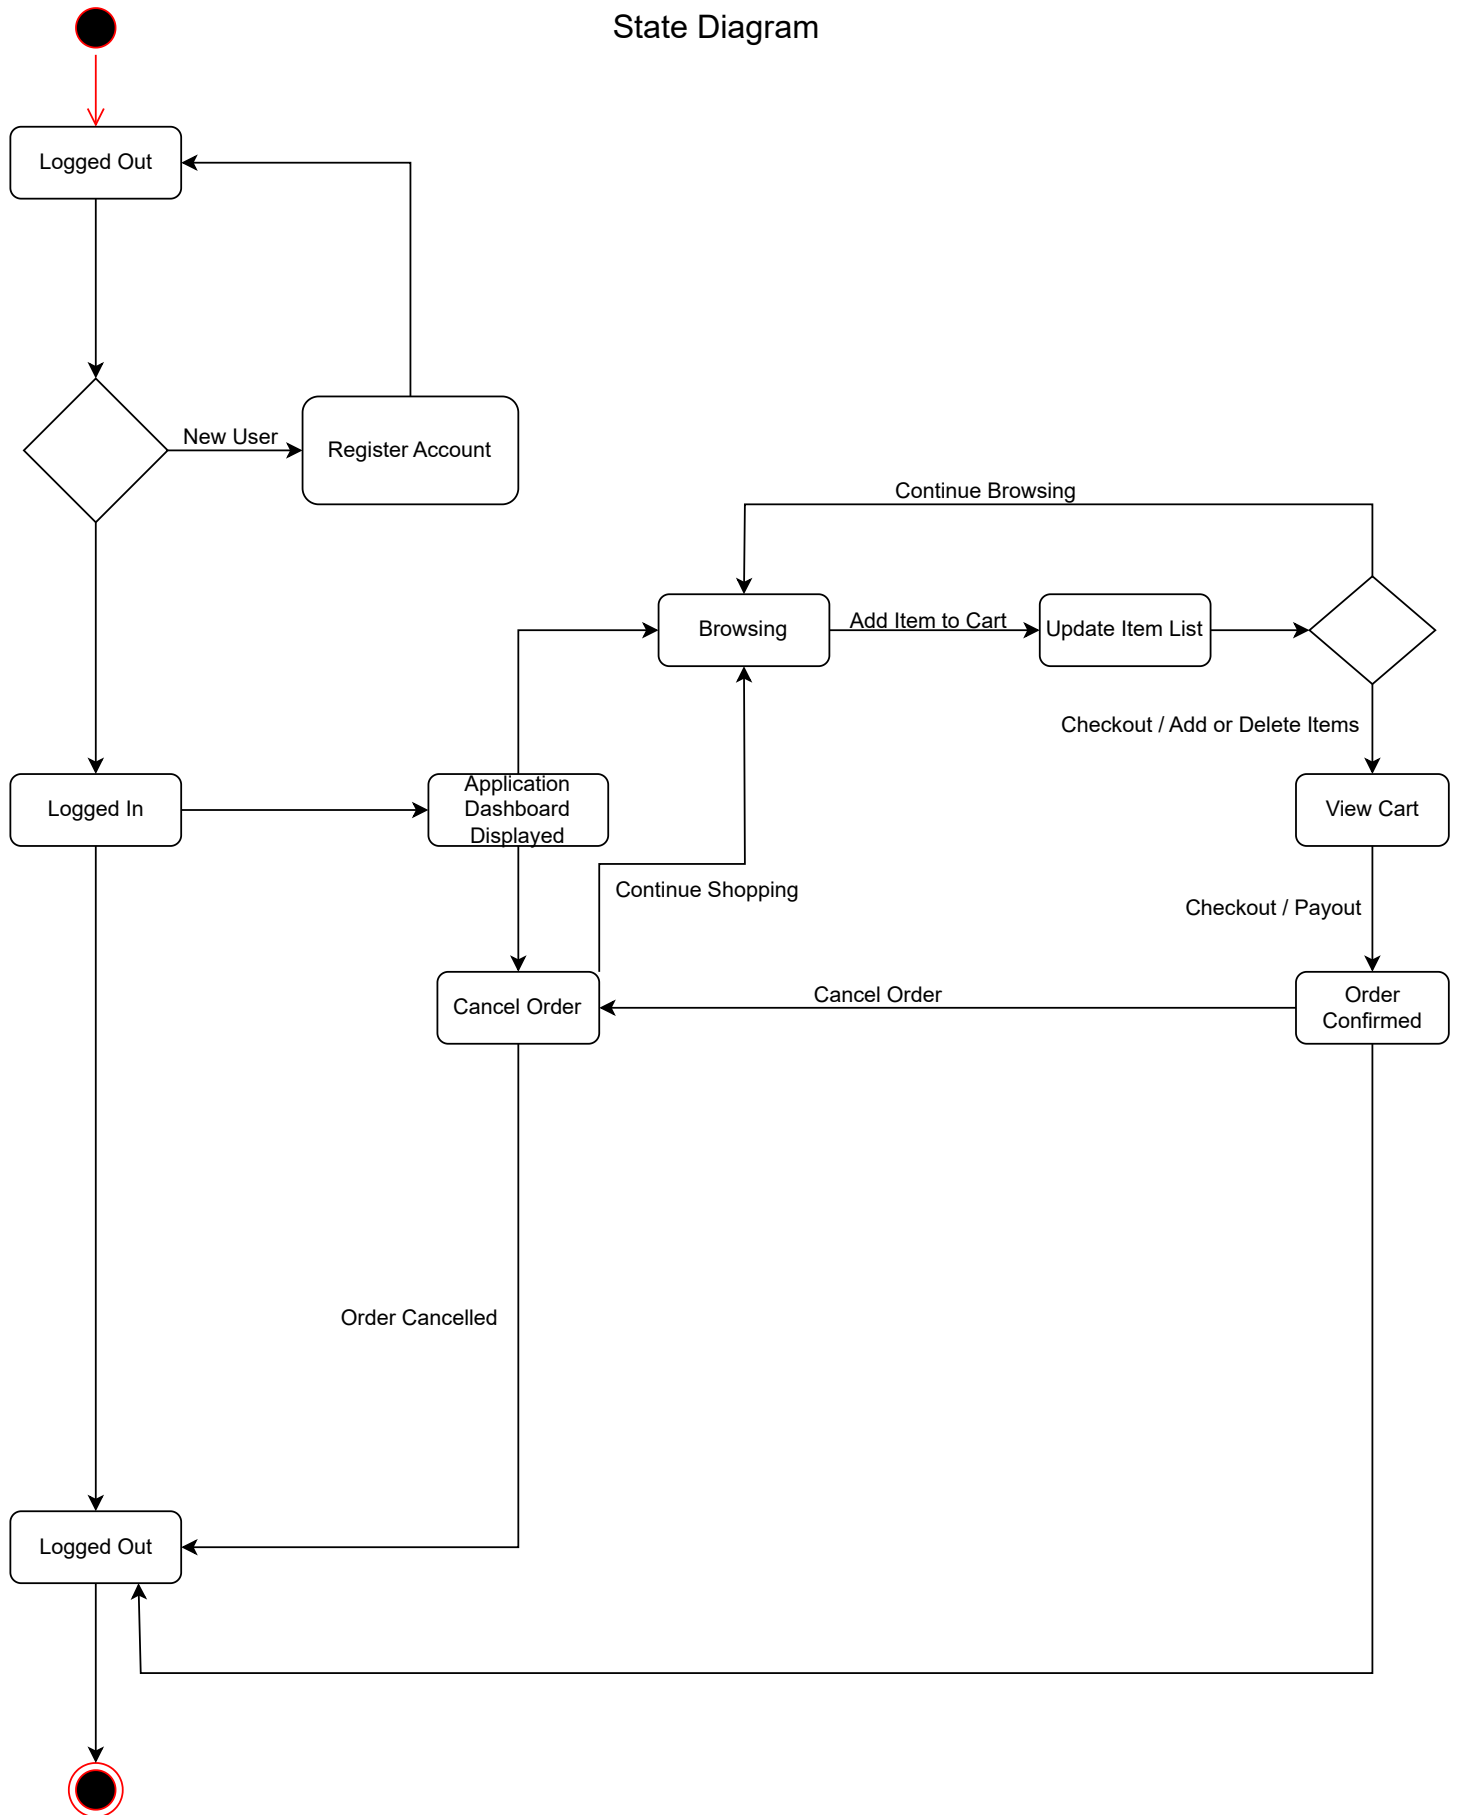 State Diagram
Logged Out
New User
Register Account
Continue Browsing
Browsing
Add Item to Cart
Update Item List
Checkout / Add or Delete Items
Logged In
Application
Dashboard
Displayed
View Cart
Continue Shopping
Checkout / Payout
Cancel Order
Cancel Order
Order
Confirmed
Order Cancelled
Logged Out